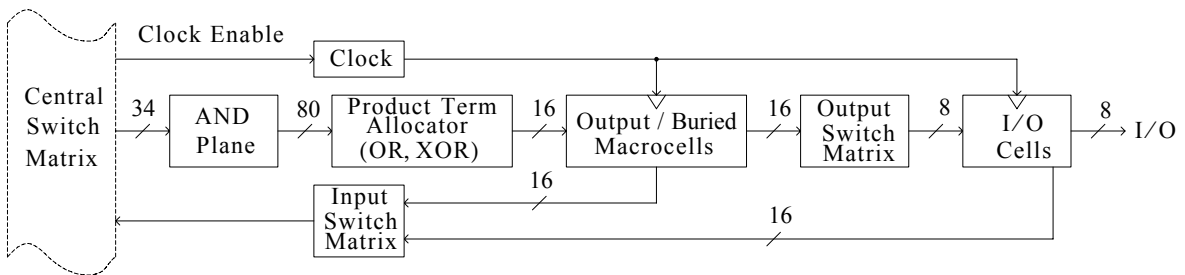 Clock Enable
Clock
Central
Switch
Matrix
34
AND
Plane
80
Product Term
Allocator
(OR, XOR)
16
Output / Buried
Macrocells
16
Output
Switch
Matrix
8
I/O
Cells
8
I/O
Input
Switch
Matrix
16
16